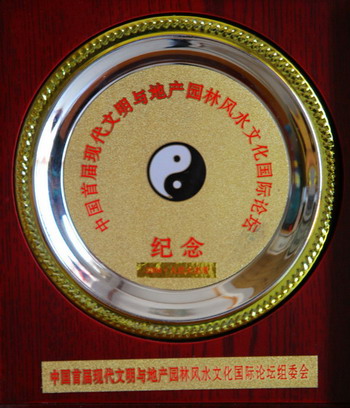 中国首届现代文明与地产园林风水文化国际论坛
纪念
中国首届现代文明与地产园林风水文化国际论坛组委会